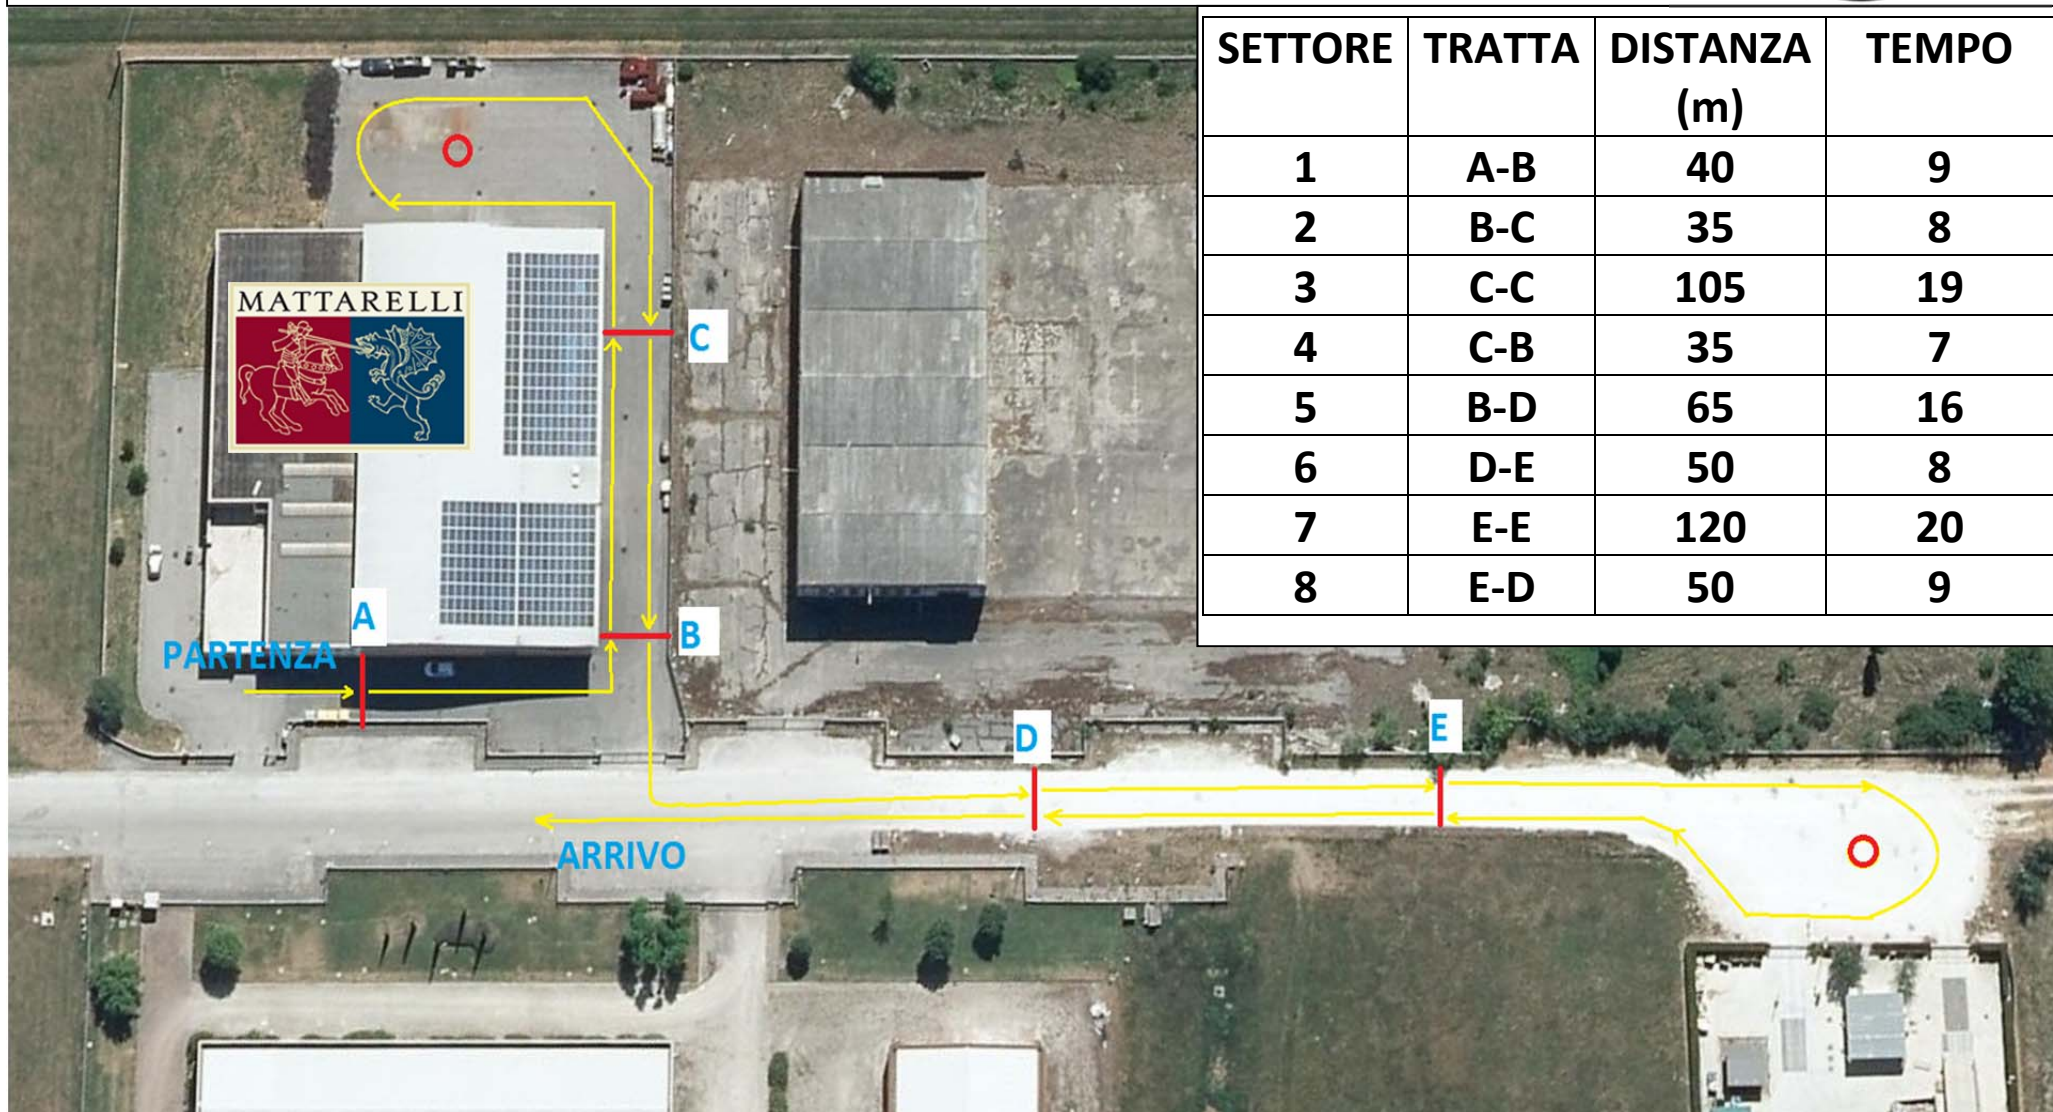 SETTORE TRATTA DISTANZA (m) TEMPO
1 A-B 40 9
2 B-C 35 8
3 C-C 105 19
4 C-B 35 7
5 B-D 65 16
6 D-E 50 8
7 E-E 120 20
8 E-D 50 9
MATTARELLI
C
A
B
PARTENZA
D
E
ARRIVO